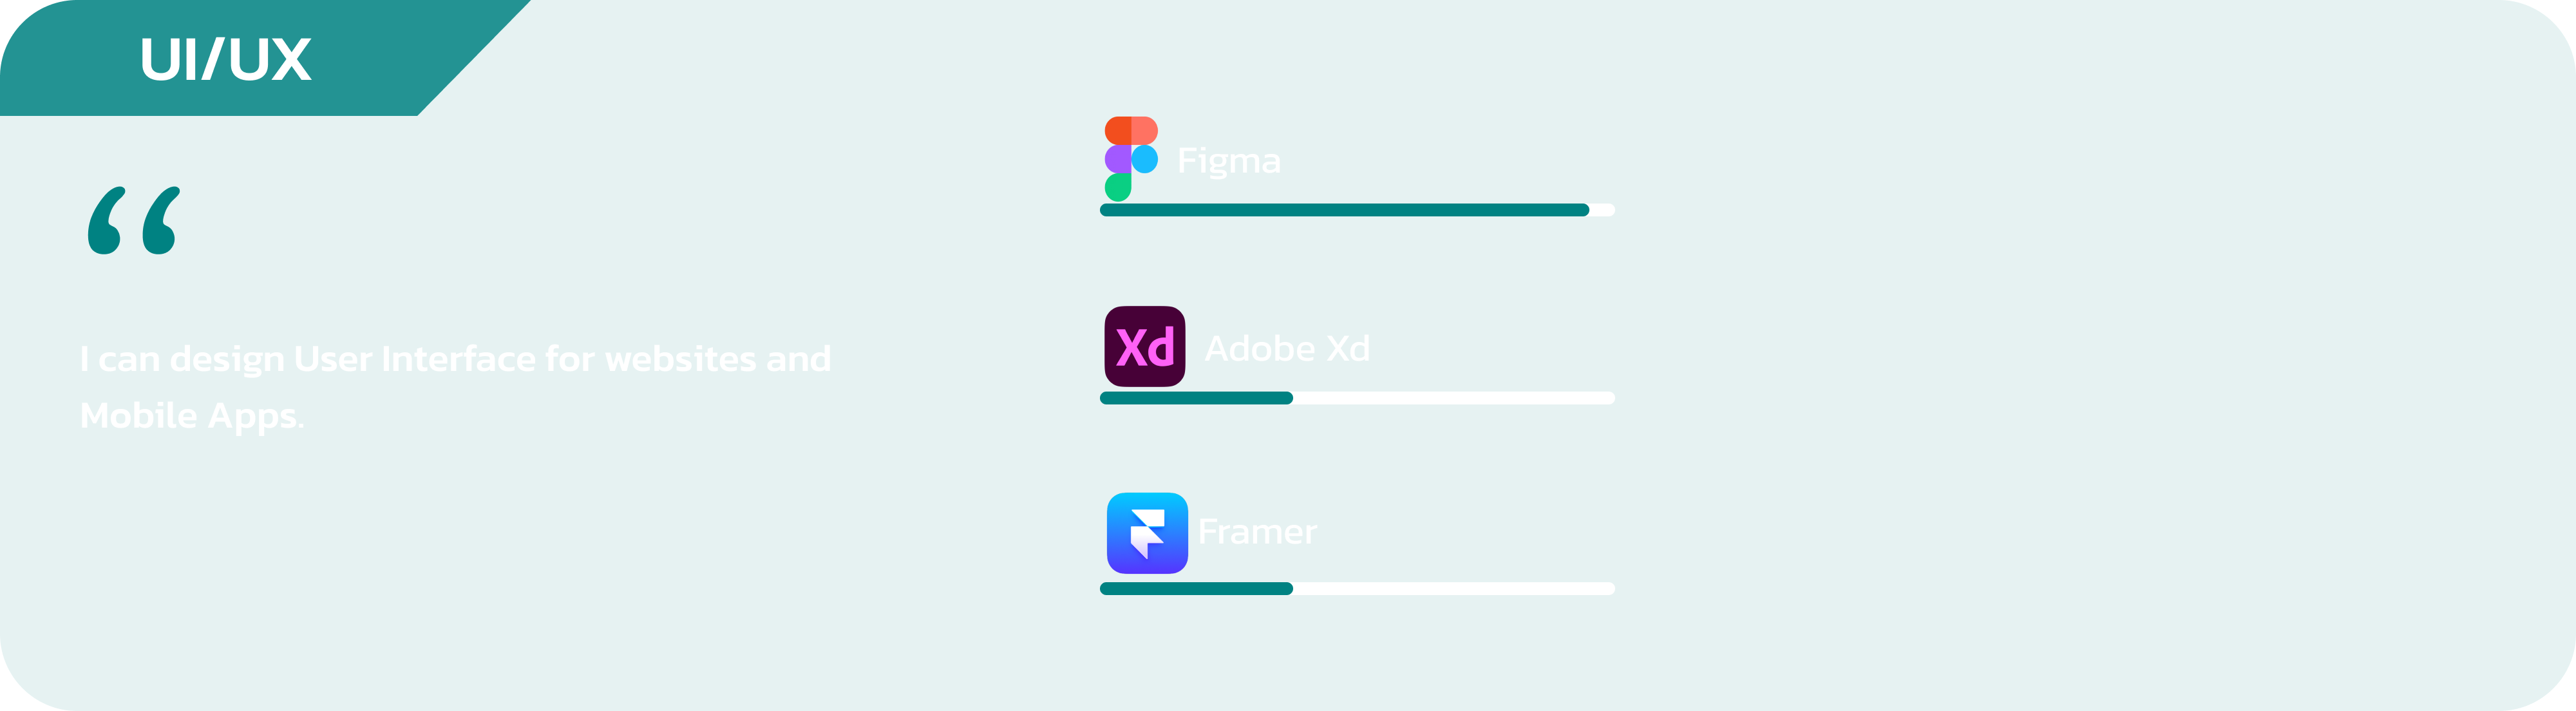 UI/UX
“
I can design User Interface for websites and
Mobile Apps.
Figma
Xd
Adobe Xd
Framer